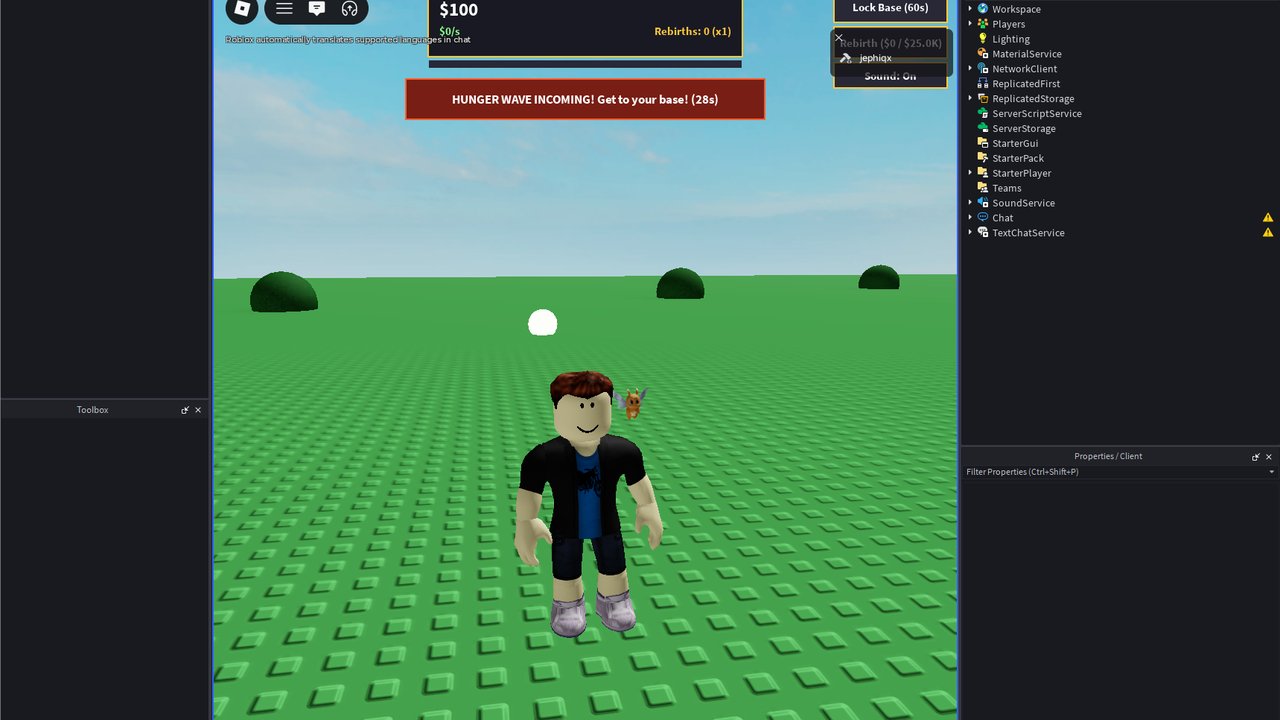 $100
$0/s
Rebirths: 0 (x1)
Lock Base (60s)
Roblox automatically translates supported languages in chat
Rebirth ($0 / $25.0K)
jephiqx
Sound: On
HUNGER WAVE INCOMING! Get to your base! (28s)
Workspace
Players
Lighting
MaterialService
NetworkClient
ReplicatedFirst
ReplicatedStorage
ServerScriptService
ServerStorage
StarterGui
StarterPack
StarterPlayer
Teams
SoundService
Chat
TextChatService
Toolbox
Properties / Client
Filter Properties (Ctrl+Shift+P)